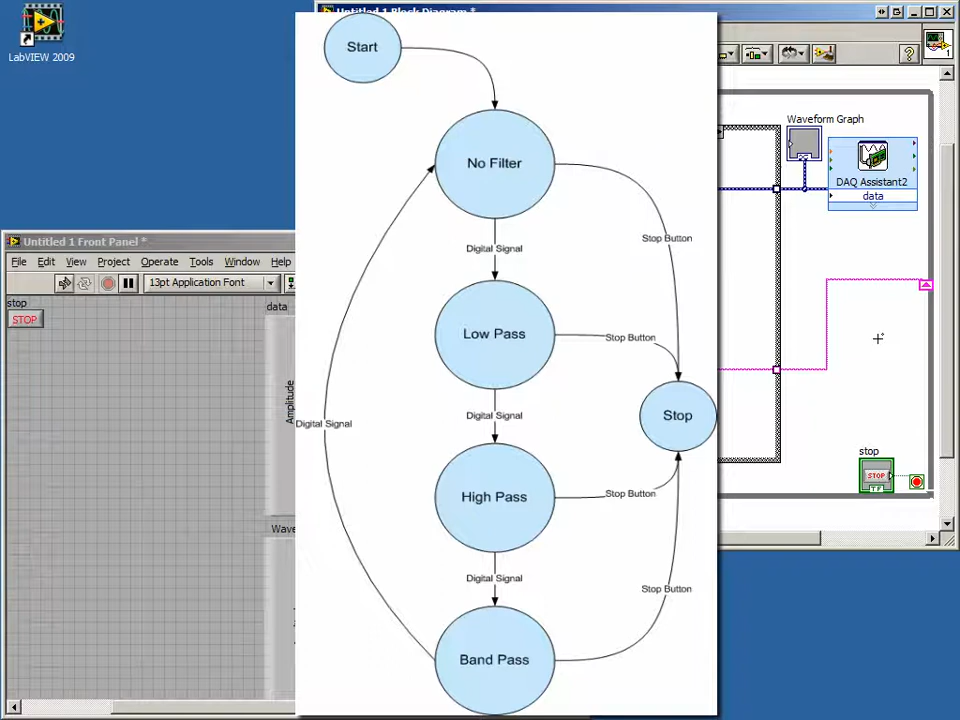 LabVIEW 2009
Untitled 1 Block Diagram *
Untitled 1 Front Panel *
File Edit View Project Operate Tools Window Help
13pt Application Font
stop
STOP
data
Amplitude
Start
No Filter
Digital Signal
Stop Button
Low Pass
Stop Button
Digital Signal
Digital Signal
Stop
High Pass
Stop Button
Digital Signal
Stop Button
Band Pass
Waveform Graph
DAQ Assistant2
data
1
stop
STOP
TF